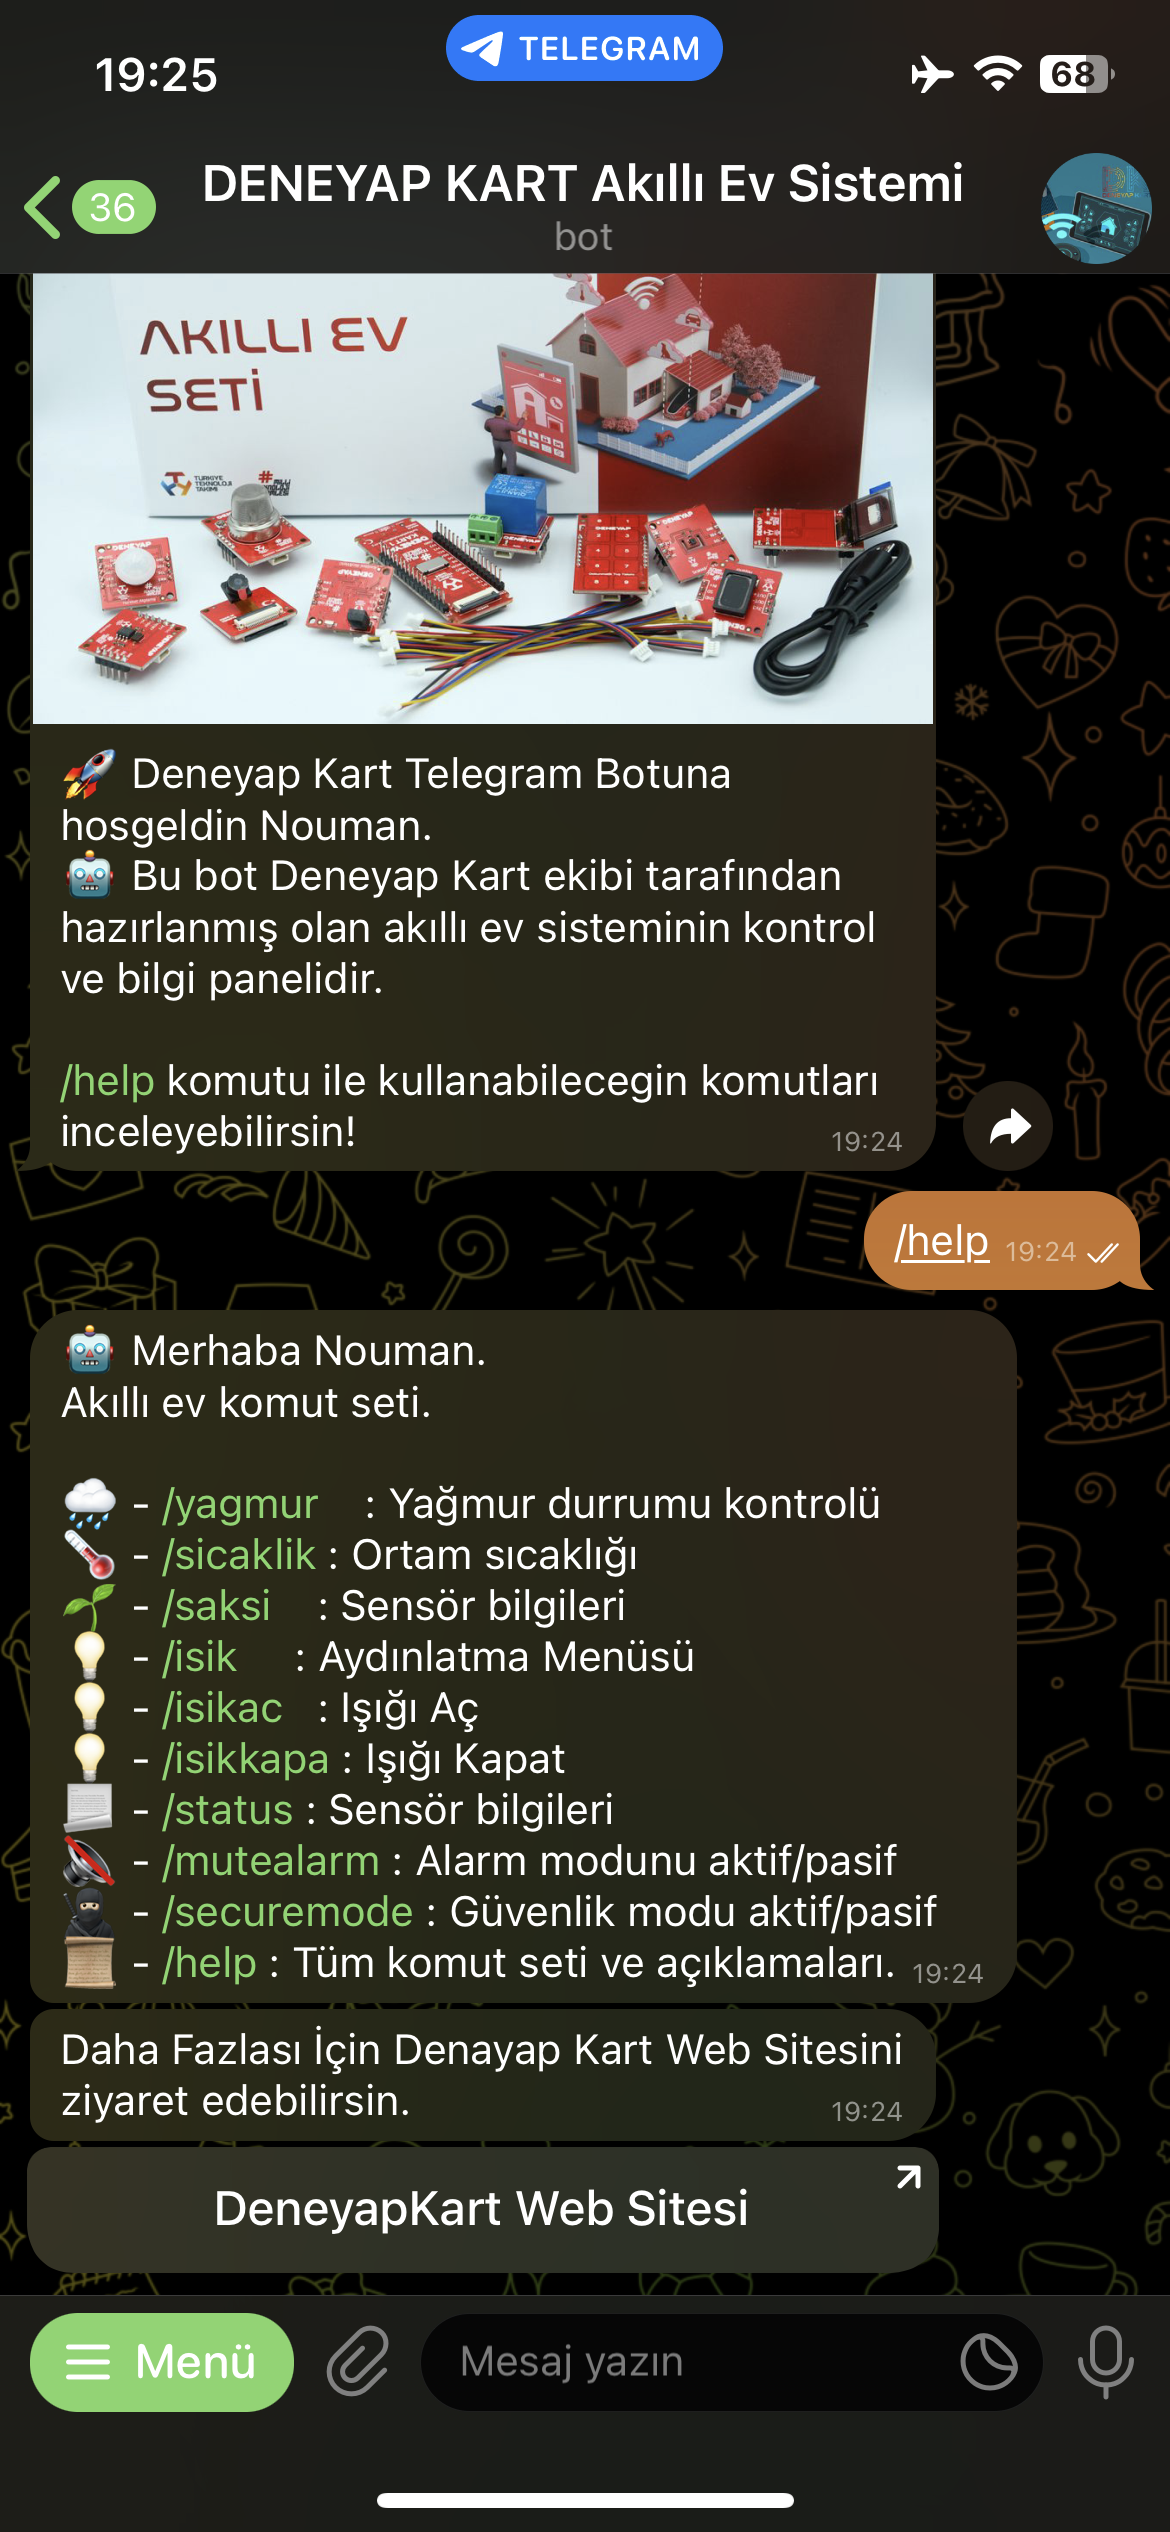 TELEGRAM
19:25
68
36
DENEYAP KART Akıllı Ev Sistemi
bot
AKILLI EV
SETİ
TÜRKİYE
TEKNOLOJİ
TAKIMI
🚀 Deneyap Kart Telegram Botuna
hosgeldin Nouman.
🤖 Bu bot Deneyap Kart ekibi tarafından
hazırlanmış olan akıllı ev sisteminin kontrol
ve bilgi panelidir.
/help komutu ile kullanabilecegin komutları
inceleyebilirsin!
19:24
/help 19:24
🤖 Merhaba Nouman.
Akıllı ev komut seti.
🌧 - /yagmur : Yağmur durrumu kontrolü
🌡 - /sicaklik : Ortam sıcaklığı
🌱 - /saksi : Sensör bilgileri
💡 - /isik : Aydınlatma Menüsü
💡 - /isikac : Işığı Aç
💡 - /isikkapa : Işığı Kapat
📃 - /status : Sensör bilgileri
🔇 - /mutealarm : Alarm modunu aktif/pasif
🥷 - /securemode : Güvenlik modu aktif/pasif
📜 - /help : Tüm komut seti ve açıklamaları. 19:24
Daha Fazlası İçin Denayap Kart Web Sitesini
ziyaret edebilirsin.
19:24
DeneyapKart Web Sitesi
Menü
Mesaj yazın